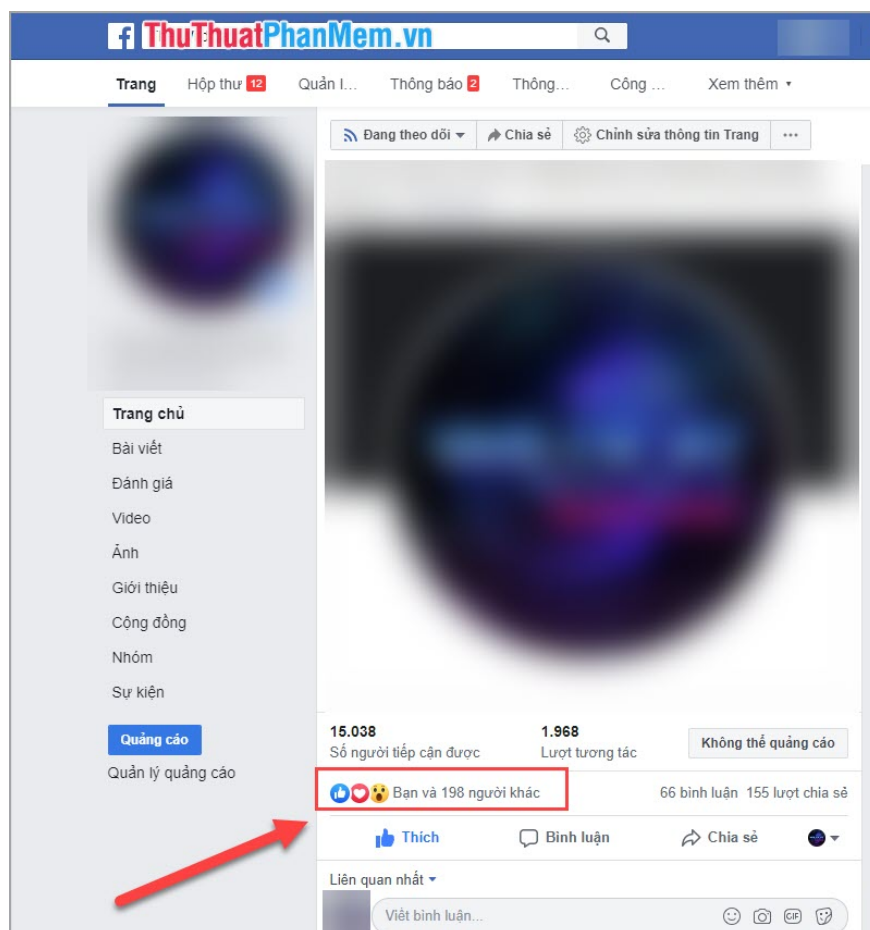 ThuThuatPhanMem.vn
Trang Hộp thư 12 Quản l... Thông báo 2 Thông... Công ... Xem thêm
Đang theo dõi Chia sẻ Chỉnh sửa thông tin Trang ...
Trang chủ
Bài viết
Đánh giá
Video
Ảnh
Giới thiệu
Cộng đồng
Nhóm
Sự kiện
Quảng cáo
Quản lý quảng cáo
15.038 1.968
Số người tiếp cận được Lượt tương tác Không thể quảng cáo
Bạn và 198 người khác 66 bình luận 155 lượt chia sẻ
Thích Bình luận Chia sẻ
Liên quan nhất
Viết bình luận...
GIF